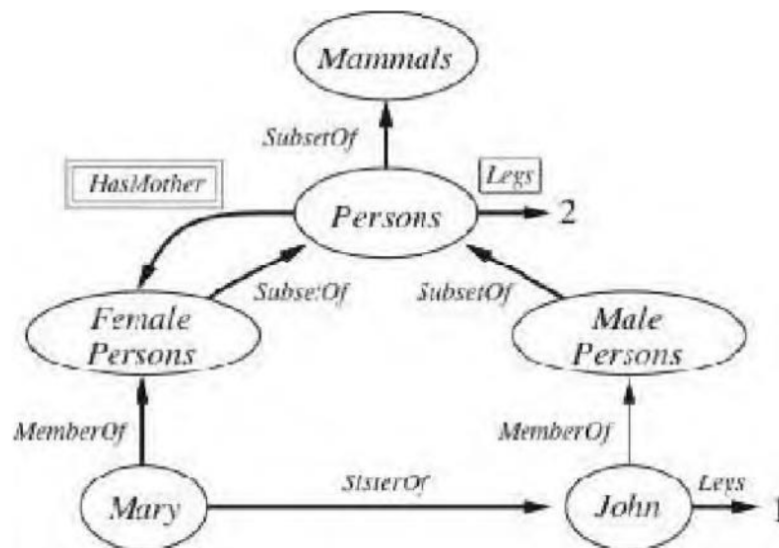 Mammals
SubsetOf
HasMother
Legs
Persons
2
SubsetOf
SubsetOf
Female
Persons
Male
Persons
MemberOf
MemberOf
Mary
SisterOf
John
Legs
1